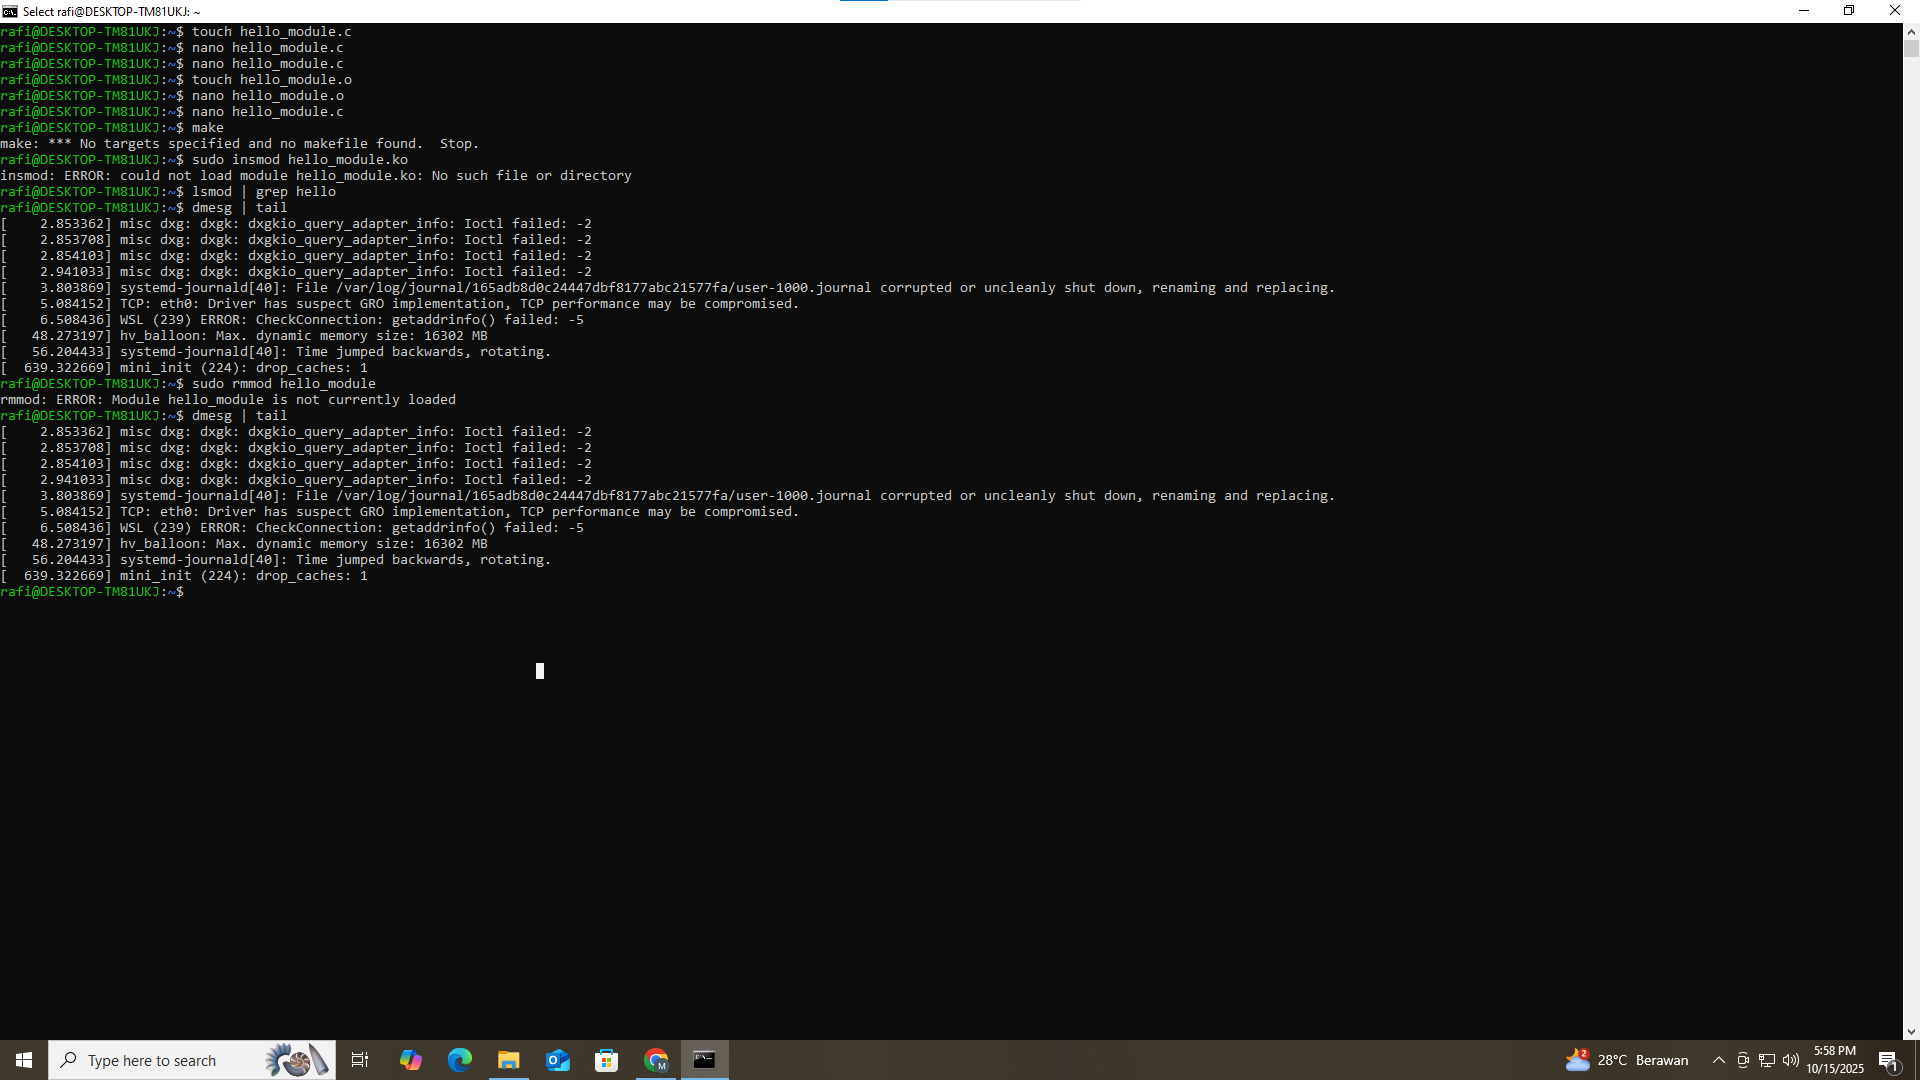 Select rafi@DESKTOP-TM81UKJ: ~
rafi@DESKTOP-TM81UKJ:~$ touch hello_module.c
rafi@DESKTOP-TM81UKJ:~$ nano hello_module.c
rafi@DESKTOP-TM81UKJ:~$ nano hello_module.c
rafi@DESKTOP-TM81UKJ:~$ touch hello_module.o
rafi@DESKTOP-TM81UKJ:~$ nano hello_module.o
rafi@DESKTOP-TM81UKJ:~$ nano hello_module.c
rafi@DESKTOP-TM81UKJ:~$ make
make: *** No targets specified and no makefile found.  Stop.
rafi@DESKTOP-TM81UKJ:~$ sudo insmod hello_module.ko
insmod: ERROR: could not load module hello_module.ko: No such file or directory
rafi@DESKTOP-TM81UKJ:~$ lsmod | grep hello
rafi@DESKTOP-TM81UKJ:~$ dmesg | tail
[    2.853362] misc dxg: dxgk: dxgkio_query_adapter_info: Ioctl failed: -2
[    2.853708] misc dxg: dxgk: dxgkio_query_adapter_info: Ioctl failed: -2
[    2.854103] misc dxg: dxgk: dxgkio_query_adapter_info: Ioctl failed: -2
[    2.941033] misc dxg: dxgk: dxgkio_query_adapter_info: Ioctl failed: -2
[    3.803869] systemd-journald[40]: File /var/log/journal/165adb8d0c24447dbf8177abc21577fa/user-1000.journal corrupted or uncleanly shut down, renaming and replacing.
[    5.084152] TCP: eth0: Driver has suspect GRO implementation, TCP performance may be compromised.
[    6.508436] WSL (239) ERROR: CheckConnection: getaddrinfo() failed: -5
[   48.273197] hv_balloon: Max. dynamic memory size: 16302 MB
[   56.204433] systemd-journald[40]: Time jumped backwards, rotating.
[  639.322669] mini_init (224): drop_caches: 1
rafi@DESKTOP-TM81UKJ:~$ sudo rmmod hello_module
rmmod: ERROR: Module hello_module is not currently loaded
rafi@DESKTOP-TM81UKJ:~$ dmesg | tail
[    2.853362] misc dxg: dxgk: dxgkio_query_adapter_info: Ioctl failed: -2
[    2.853708] misc dxg: dxgk: dxgkio_query_adapter_info: Ioctl failed: -2
[    2.854103] misc dxg: dxgk: dxgkio_query_adapter_info: Ioctl failed: -2
[    2.941033] misc dxg: dxgk: dxgkio_query_adapter_info: Ioctl failed: -2
[    3.803869] systemd-journald[40]: File /var/log/journal/165adb8d0c24447dbf8177abc21577fa/user-1000.journal corrupted or uncleanly shut down, renaming and replacing.
[    5.084152] TCP: eth0: Driver has suspect GRO implementation, TCP performance may be compromised.
[    6.508436] WSL (239) ERROR: CheckConnection: getaddrinfo() failed: -5
[   48.273197] hv_balloon: Max. dynamic memory size: 16302 MB
[   56.204433] systemd-journald[40]: Time jumped backwards, rotating.
[  639.322669] mini_init (224): drop_caches: 1
rafi@DESKTOP-TM81UKJ:~$
Type here to search
2
28°C Berawan
5:58 PM
10/15/2025
1